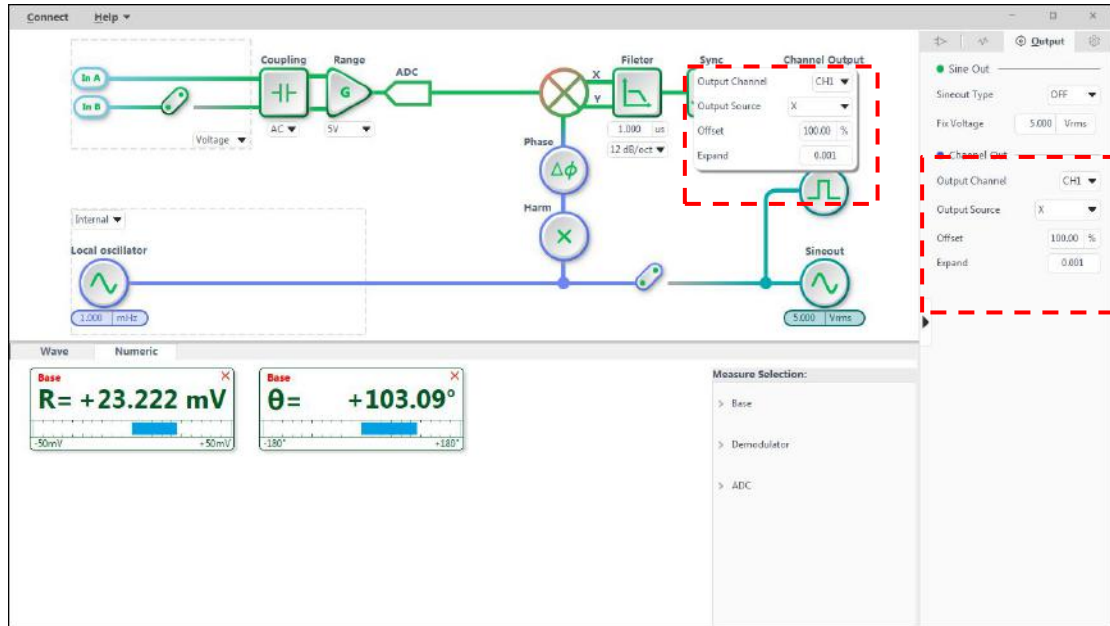 Connect Help
Output
Coupling Range
ADC
Fileter
Sync
Channel Output
In A
In B
G
X
Y
Output Channel CH1
Output Source X
Offset 100.00 %
Expand 0.001
Voltage
AC
5V
1.000 us
12 dB/oct
Phase
Δϕ
Harm
Internal
Local oscillator
1.000 mHz
Sineout
5.000 Vrms
Sine Out
Sineout Type OFF
Fix Voltage 5.000 Vrms
Channel Out
Output Channel CH1
Output Source X
Offset 100.00 %
Expand 0.001
Wave Numeric
Base
R= +23.222 mV
-50mV +50mV
Base
θ= +103.09°
-180° +180°
Measure Selection:
> Base
> Demodulator
> ADC